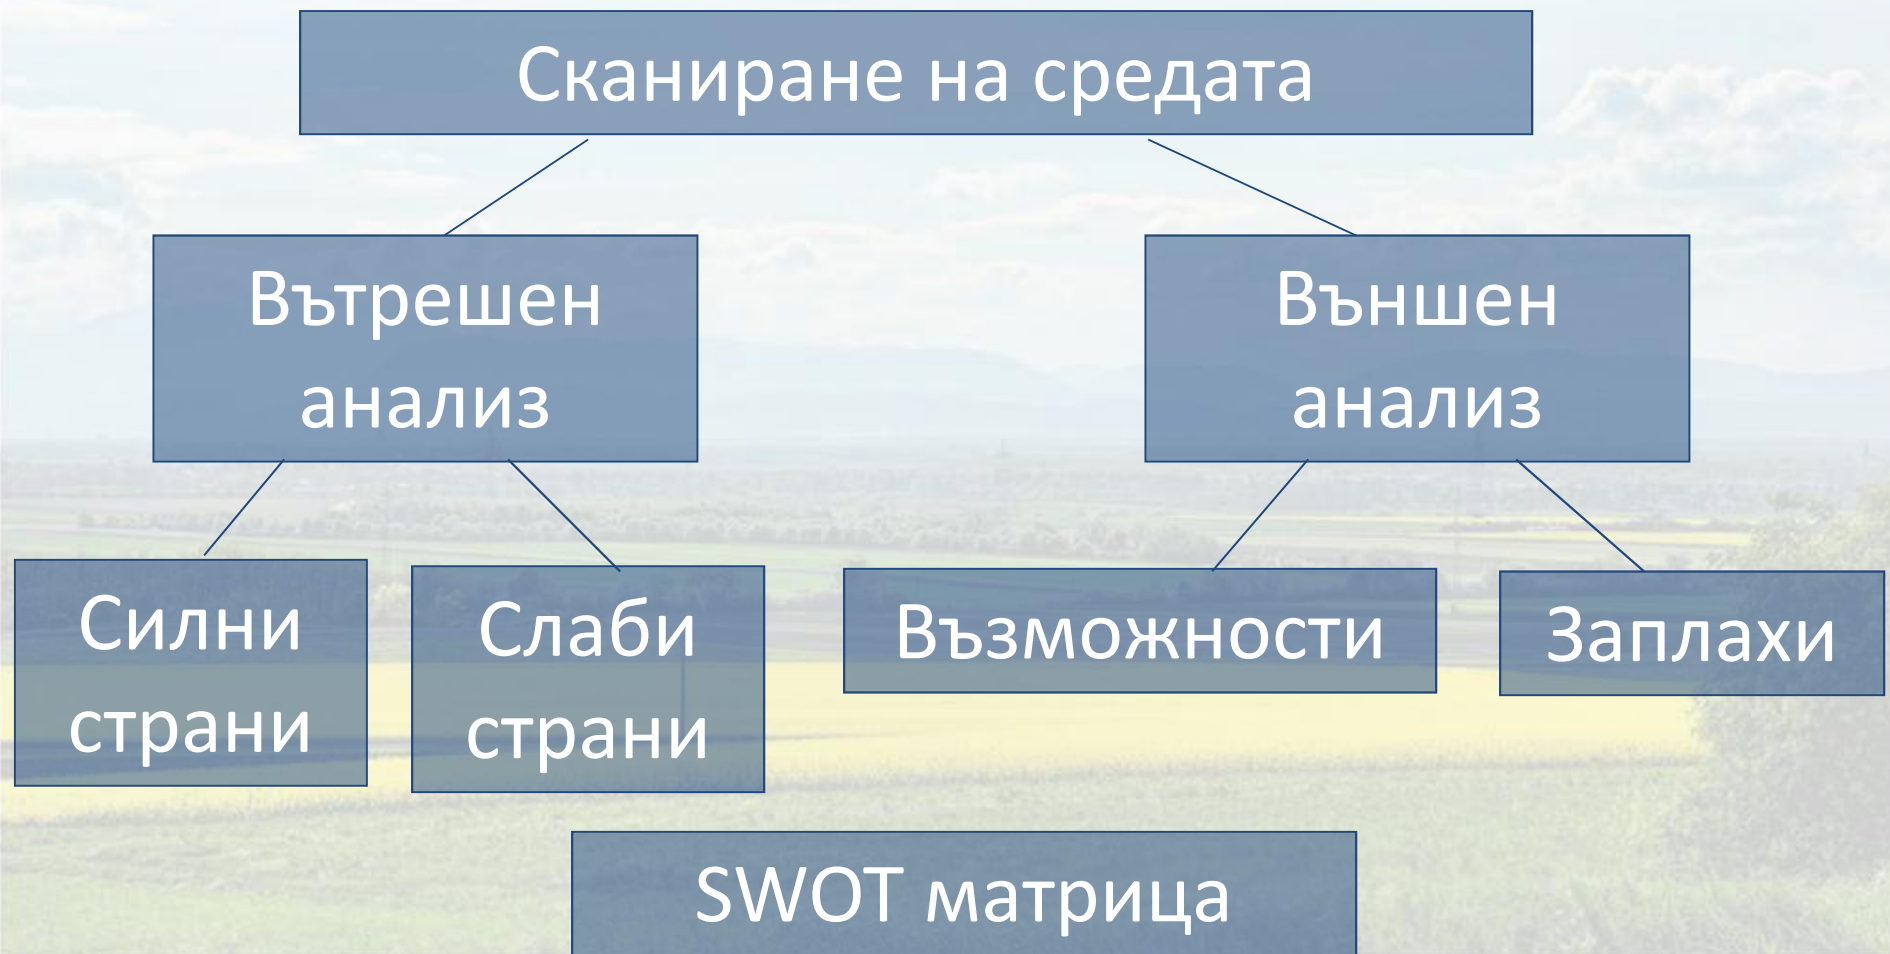 Сканиране на средата
Вътрешен
анализ
Външен
анализ
Силни
страни
Слаби
страни
Възможности
Заплахи
SWOT матрица